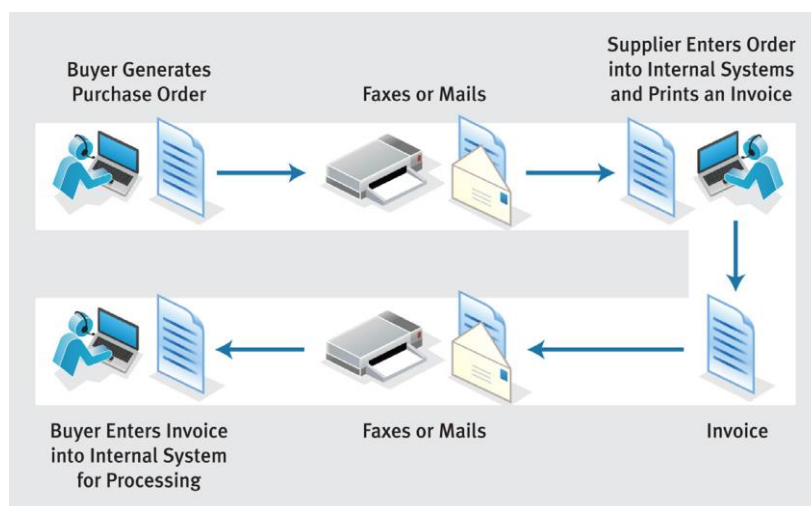 Buyer Generates
Purchase Order
Faxes or Mails
Supplier Enters Order
into Internal Systems
and Prints an Invoice
Buyer Enters Invoice
into Internal System
for Processing
Faxes or Mails
Invoice